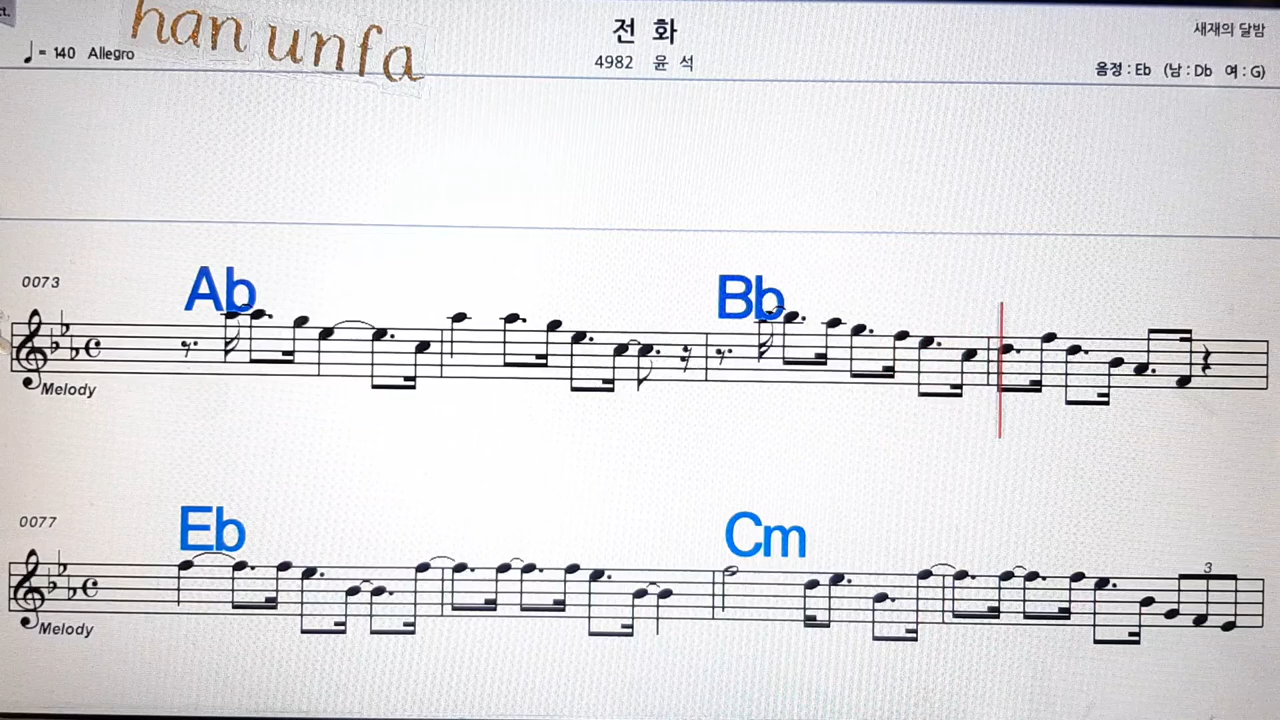 ct.
han unfa
전 화
새재의 달밤
♩= 140 Allegro
4982 윤 석
음정 : Eb (남 : Db 여 : G)
0073
Ab
Bb
Melody
0077
Eb
Cm
3
Melody